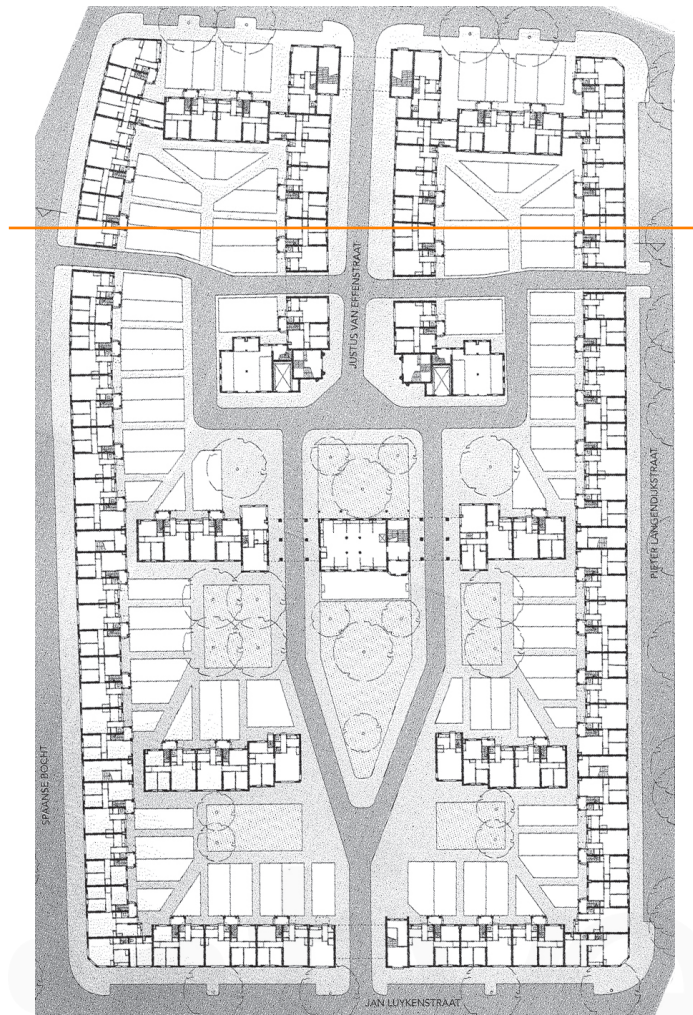 JUSTUS VAN EFFENSTRAAT
PIETER LANGENDIJKSTRAAT
SPAANSE BOCHT
JAN LUYKENSTRAAT